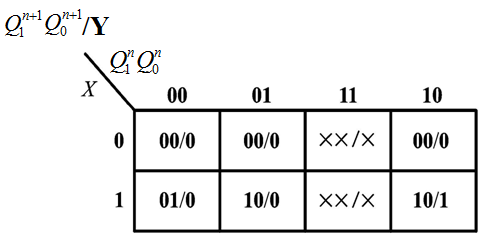 Q₁ⁿ⁺¹Q₀ⁿ⁺¹/Y
Q₁ⁿQ₀ⁿ
X 00 01 11 10
0 00/0 00/0 ××/× 00/0
1 01/0 10/0 ××/× 10/1